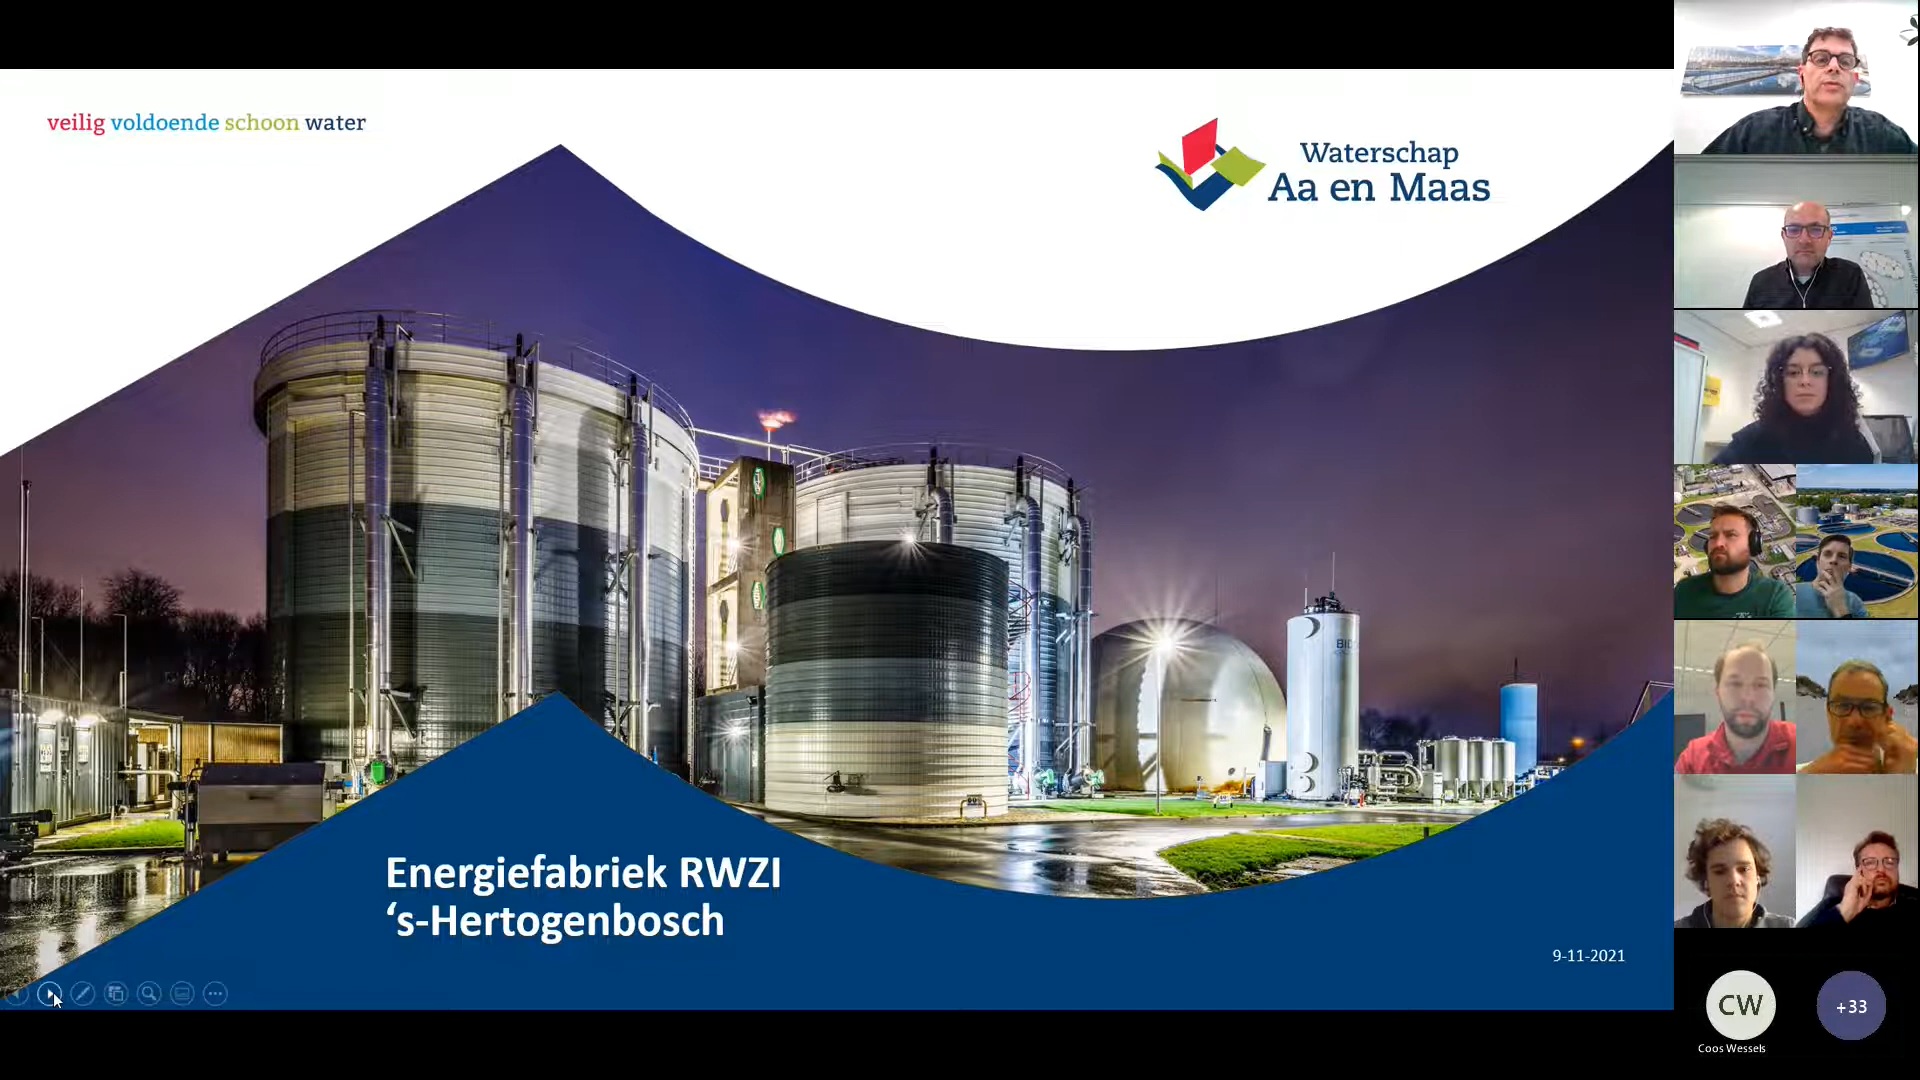 veilig voldoende schoon water
Waterschap
Aa en Maas
Energiefabriek RWZI
‘s-Hertogenbosch
9-11-2021
CW
+33
Coos Wessels